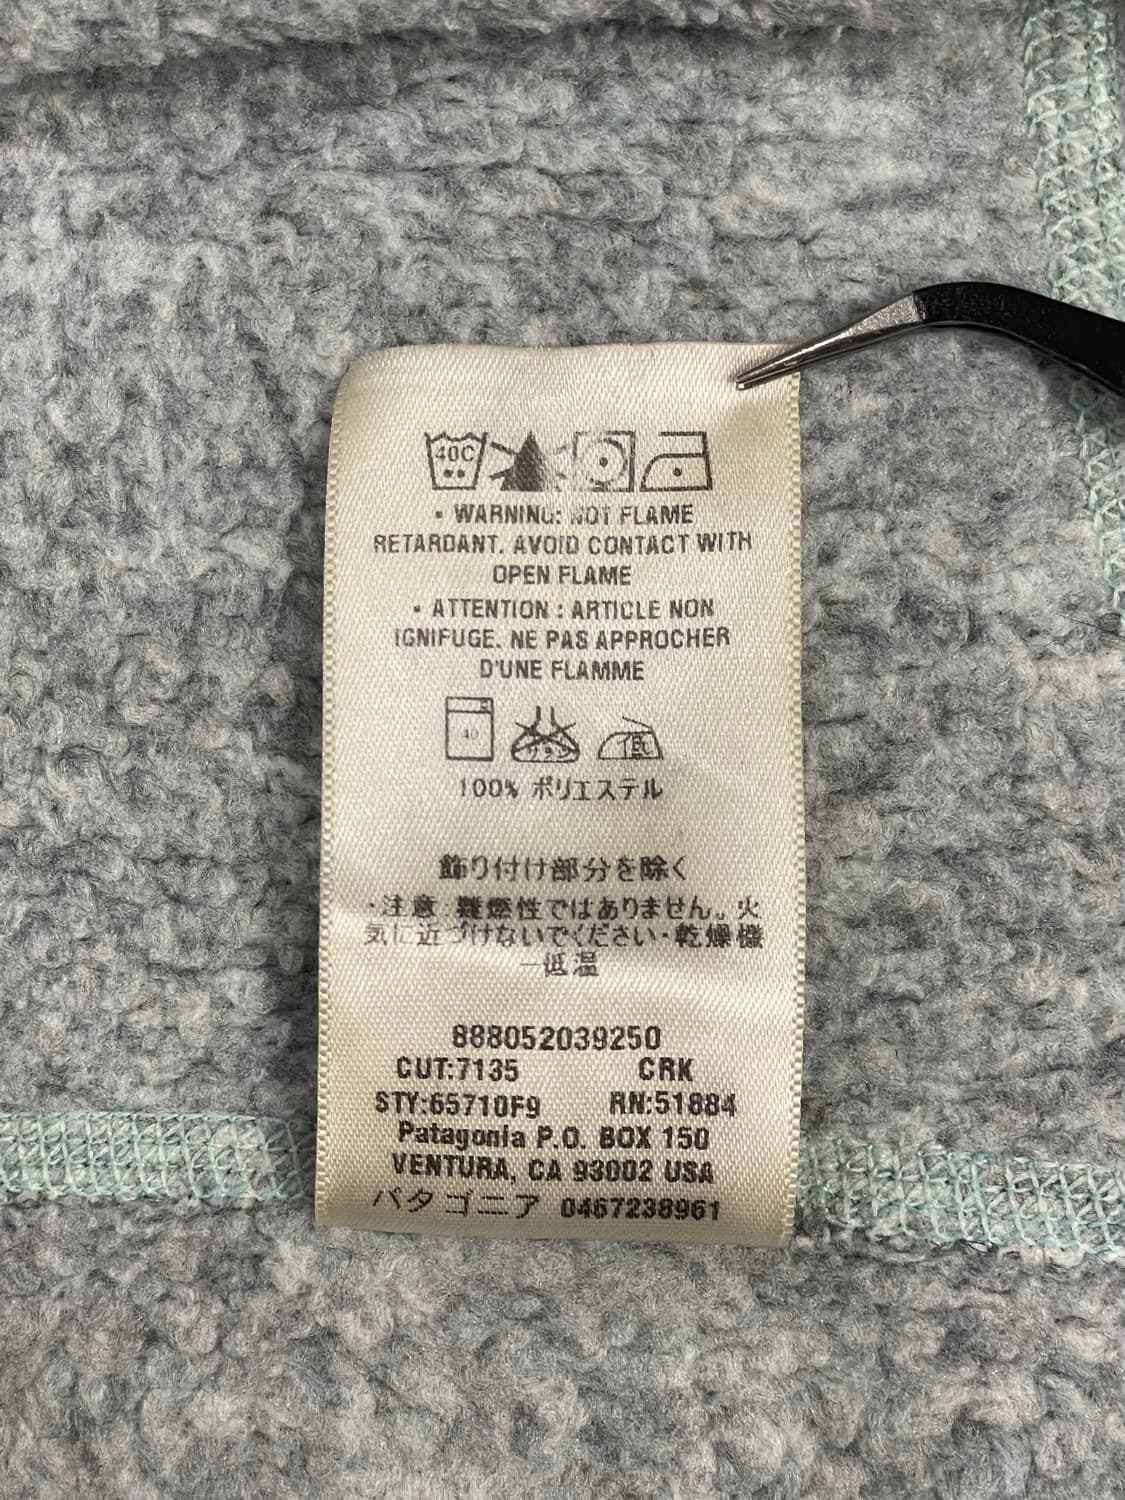 40C
• WARNING: NOT FLAME
RETARDANT. AVOID CONTACT WITH
OPEN FLAME
• ATTENTION : ARTICLE NON
IGNIFUGE. NE PAS APPROCHER
D'UNE FLAMME
40
低
100% ポリエステル
飾り付け部分を除く
・注意:難燃性ではありません。火
気に近づけないでください・乾燥機
ー低温
888052039250
CUT:7135 CRK
STY:65710F9 RN:51884
Patagonia P.O. BOX 150
VENTURA, CA 93002 USA
パタゴニア 0467238961